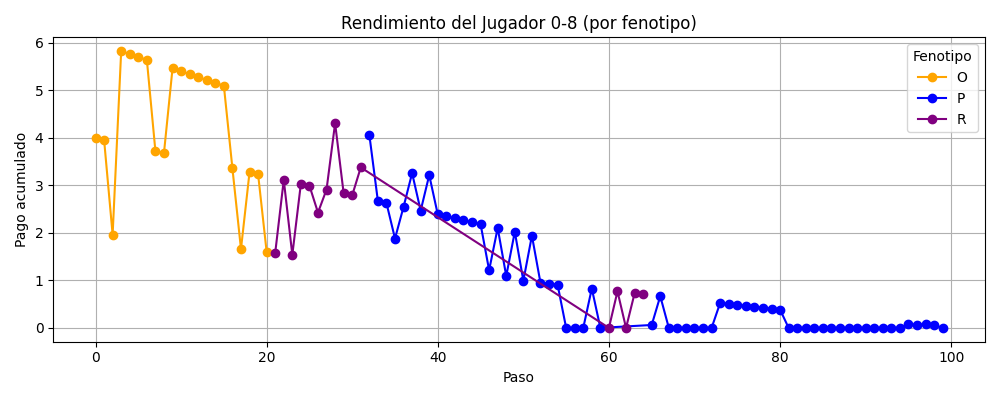 Rendimiento del Jugador 0-8 (por fenotipo)
Pago acumulado
6
5
4
3
2
1
0
0 20 40 60 80 100
Paso
Fenotipo
O
P
R